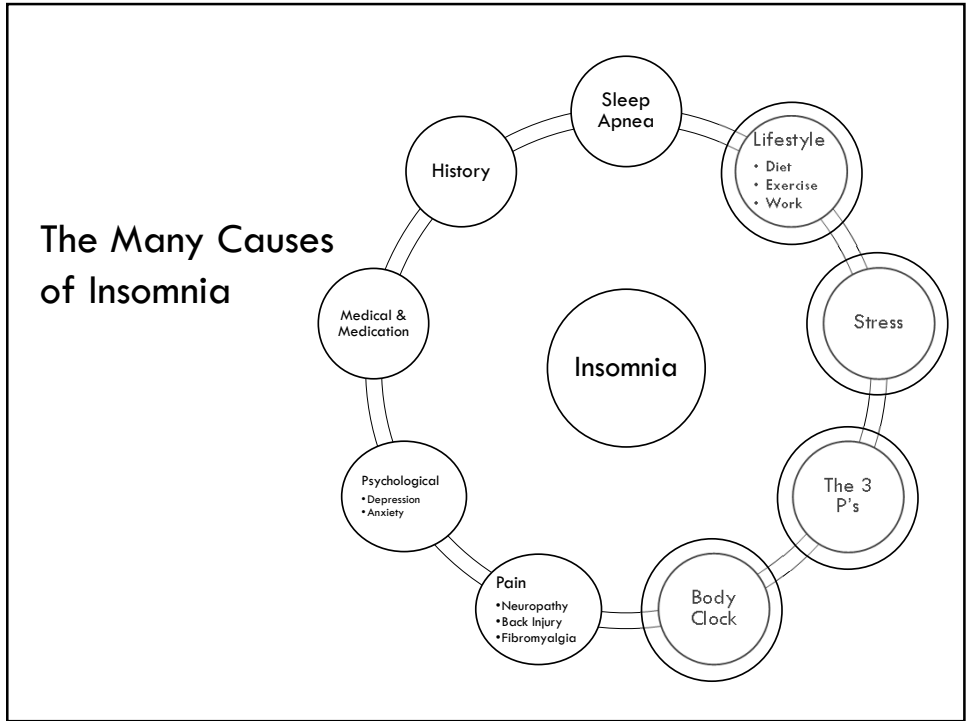 The Many Causes
of Insomnia
Sleep
Apnea
Lifestyle
• Diet
• Exercise
• Work
Stress
The 3
P's
Body
Clock
Pain
•Neuropathy
•Back Injury
•Fibromyalgia
Psychological
•Depression
•Anxiety
Medical &
Medication
History
Insomnia